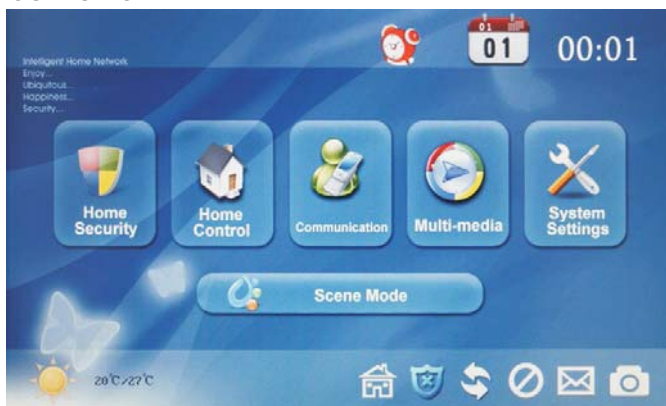 01
01
00:01
Intelligent Home Network
Enjoy...
Ubiquitous...
Happiness...
Security...
Home
Security
Home
Control
Communication
Multi-media
System
Settings
Scene Mode
20℃/27℃